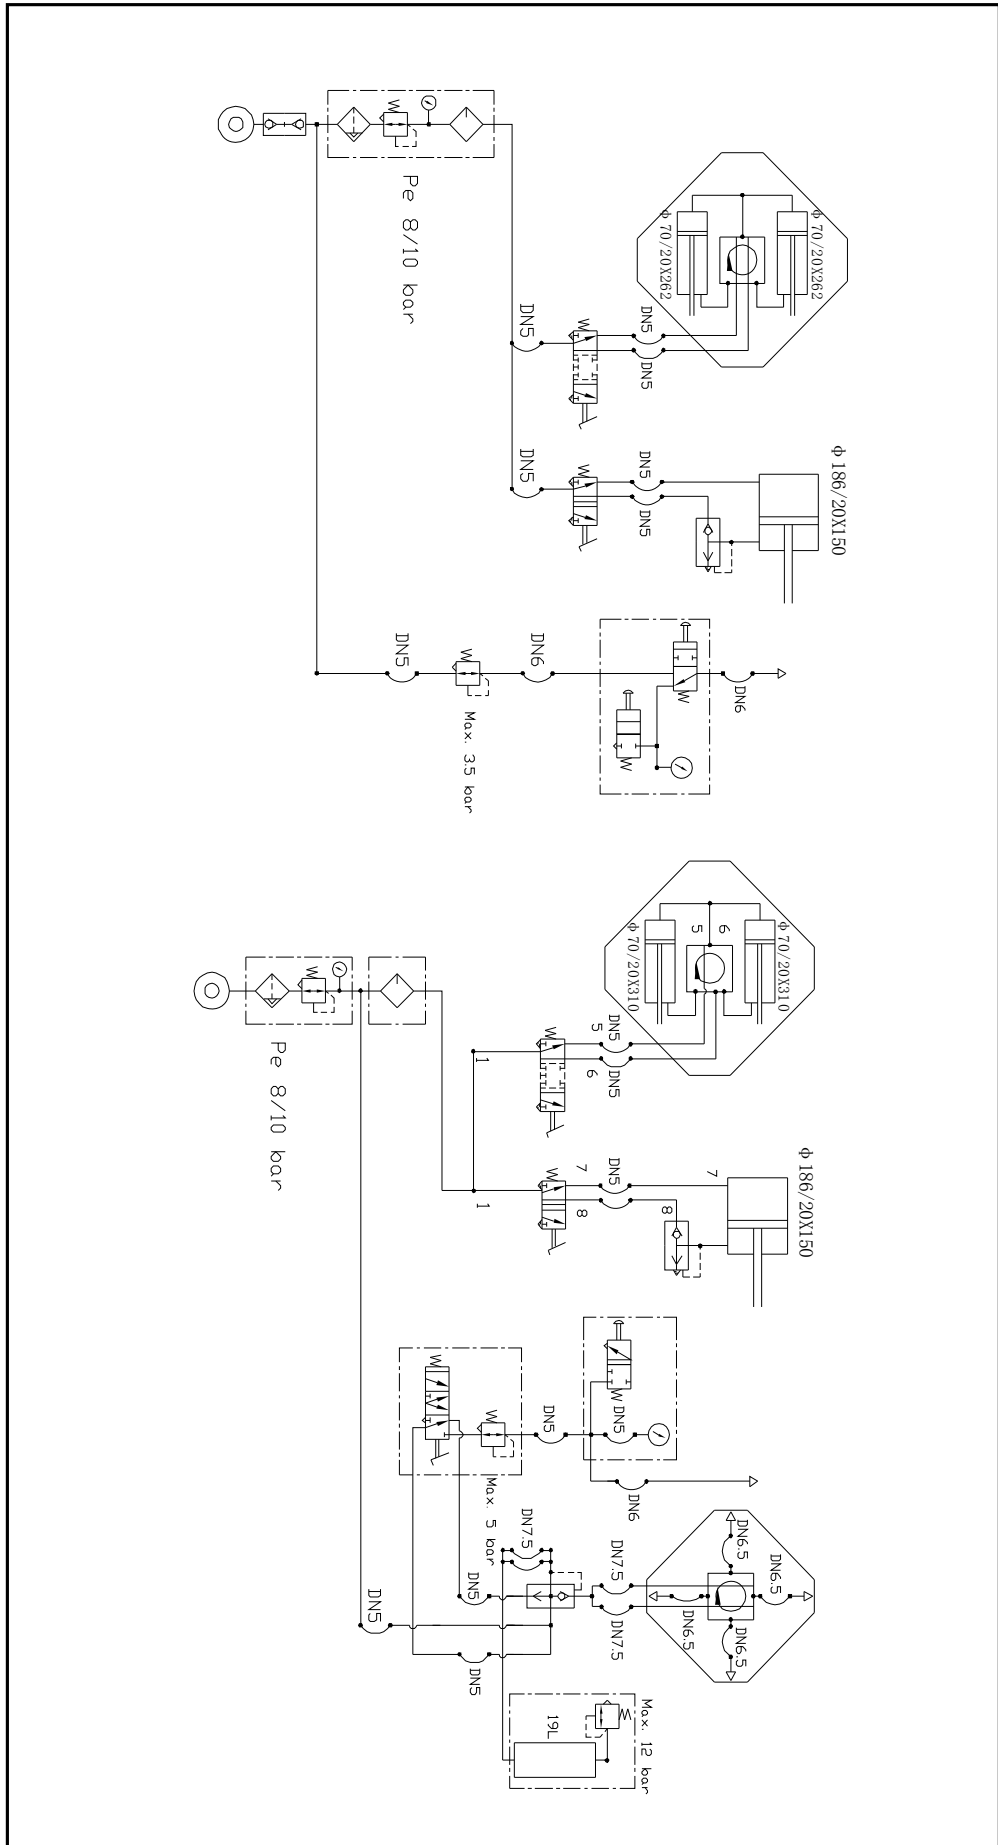 Pe 8/10 bar
ϕ 70/20X262
ϕ 70/20X262
DN5
DN5
DN5
ϕ 186/20X150
DN5
DN5
DN5
DN5
DN6
DN6
Max. 3.5 bar
ϕ 70/20X310
ϕ 70/20X310
5
6
Pe 8/10 bar
DN5
5
DN5
6
1
ϕ 186/20X150
7
8
DN5
7
8
1
DN5
DN5
DN6
Max. 5 bar
DN7.5
DN7.5
DN7.5
DN5
DN5
DN5
DN6.5
DN6.5
DN6.5
DN6.5
19L
Max. 12 bar